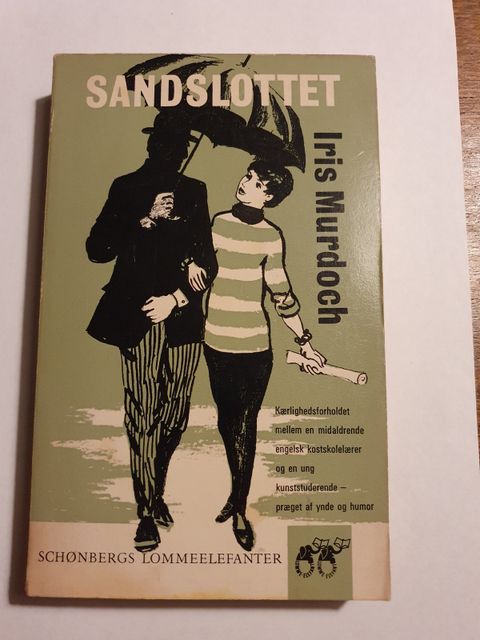 SANDSLOTTET
Iris Murdoch
Kærlighedsforholdet
mellem en midaldrende
engelsk kostskolelærer
og en ung
kunststuderende –
præget af ynde og humor
SCHØNBERGS LOMMEELEFANTER